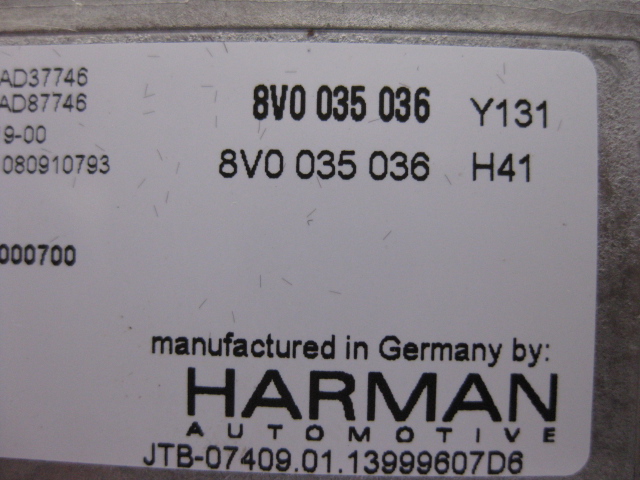 AD37746
AD87746
9-00
080910793
000700
8V0 035 036 Y131
8V0 035 036 H41
manufactured in Germany by:
HARMAN
AUTOMOTIVE
JTB-07409.01.13999607D6